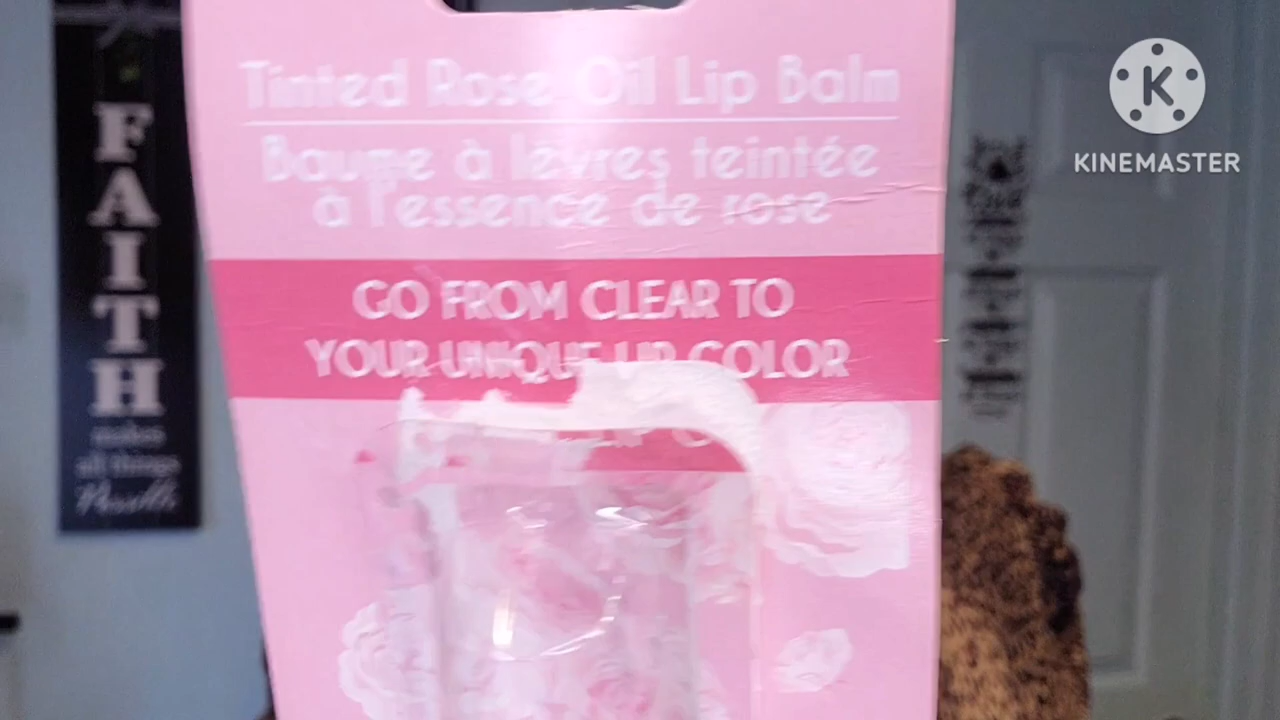 Tinted Rose Oil Lip Balm
Baume à lèvres teintée
à l'essence de rose
GO FROM CLEAR TO
YOUR UNIQUE LIP COLOR
FAITH
makes
all things
Possible
K
KINEMASTER